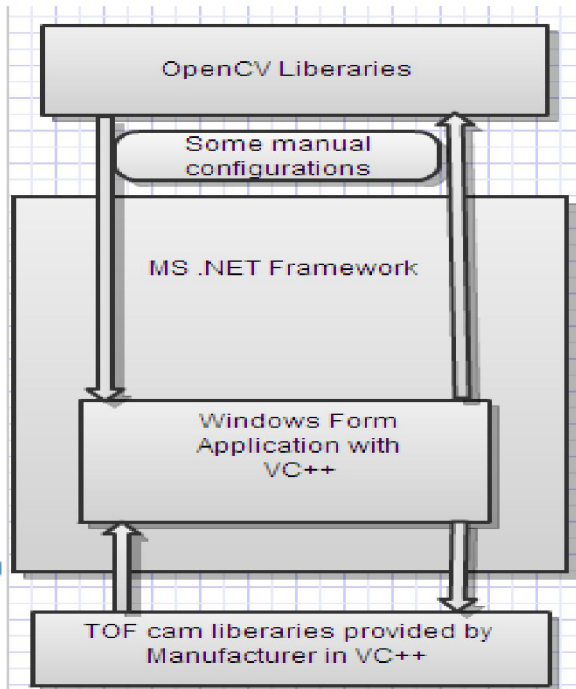 OpenCV Liberaries
Some manual
configurations
MS .NET Framework
Windows Form
Application with
VC++
TOF cam liberaries provided by
Manufacturer in VC++